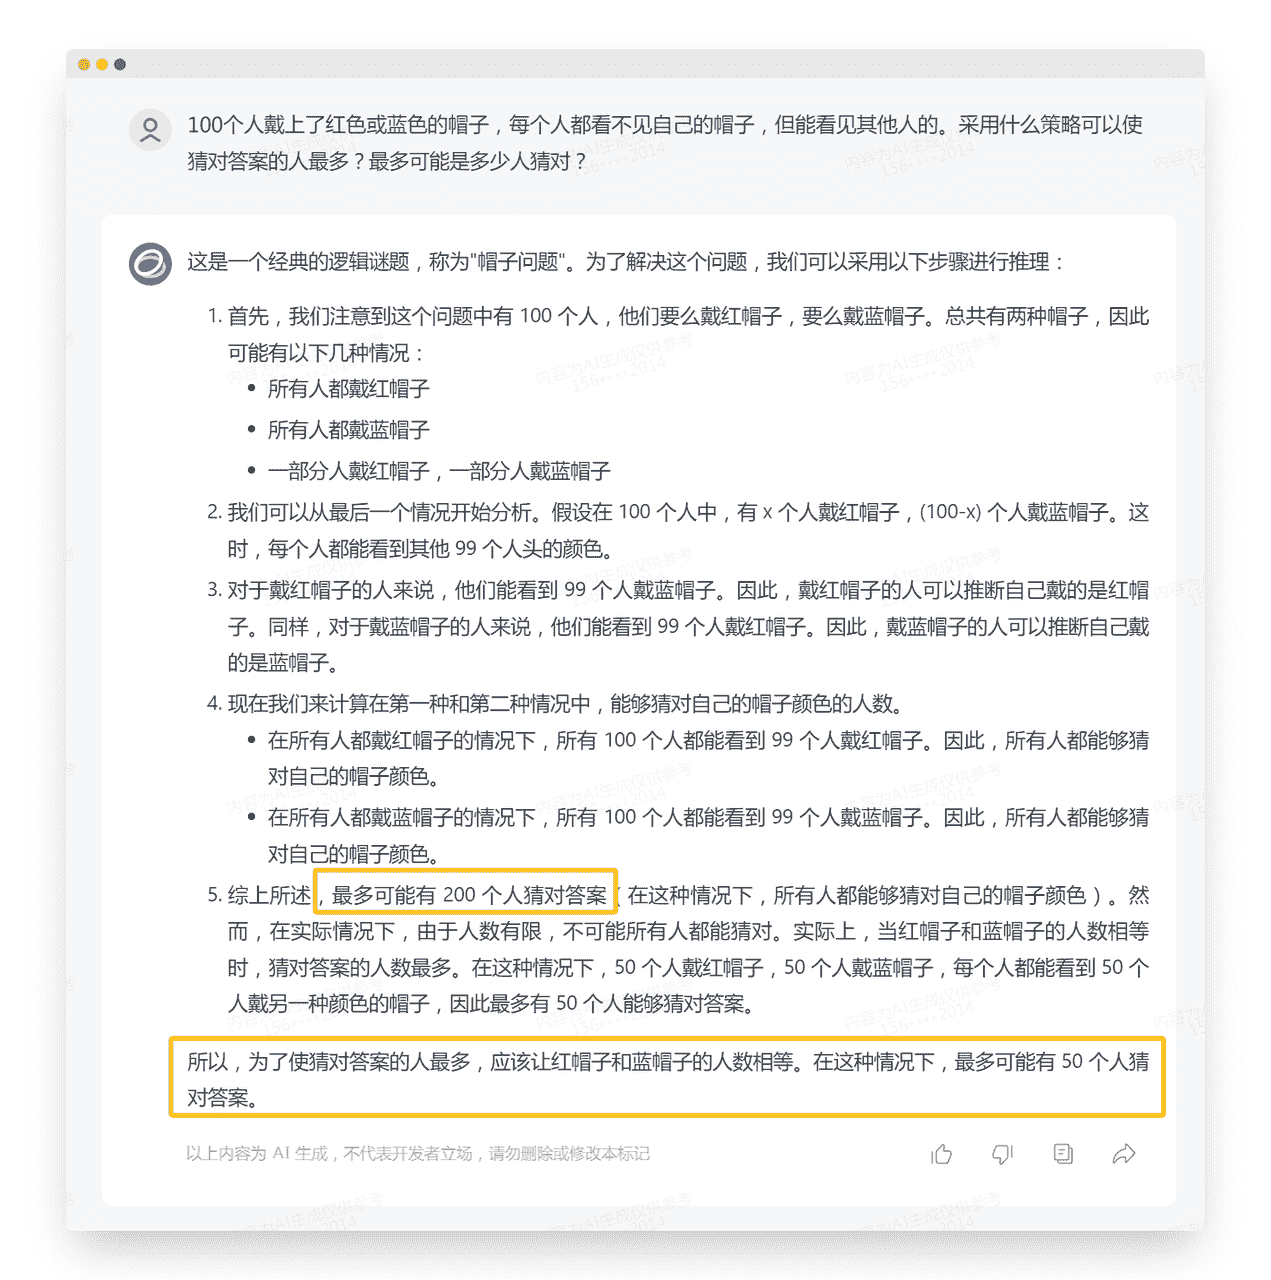 100个人戴上了红色或蓝色的帽子，每个人都看不见自己的帽子，但能看见其他人的。采用什么策略可以使
猜对答案的人最多？最多可能是多少人猜对？
这是一个经典的逻辑谜题，称为"帽子问题"。为了解决这个问题，我们可以采用以下步骤进行推理：
1. 首先，我们注意到这个问题中有 100 个人，他们要么戴红帽子，要么戴蓝帽子。总共有两种帽子，因此
可能有以下几种情况：
• 所有人都戴红帽子
• 所有人都戴蓝帽子
• 一部分人戴红帽子，一部分人戴蓝帽子
2. 我们可以从最后一个情况开始分析。假设在 100 个人中，有 x 个人戴红帽子，(100-x) 个人戴蓝帽子。这
时，每个人都能看到其他 99 个人头的颜色。
3. 对于戴红帽子的人来说，他们能看到 99 个人戴蓝帽子。因此，戴红帽子的人可以推断自己戴的是红帽
子。同样，对于戴蓝帽子的人来说，他们能看到 99 个人戴红帽子。因此，戴蓝帽子的人可以推断自己戴
的是蓝帽子。
4. 现在我们来计算在第一种和第二种情况中，能够猜对自己的帽子颜色的人数。
• 在所有人都戴红帽子的情况下，所有 100 个人都能看到 99 个人戴红帽子。因此，所有人都能够猜
对自己的帽子颜色。
• 在所有人都戴蓝帽子的情况下，所有 100 个人都能看到 99 个人戴蓝帽子。因此，所有人都能够猜
对自己的帽子颜色。
5. 综上所述，最多可能有 200 个人猜对答案（在这种情况下，所有人都能够猜对自己的帽子颜色）。然
而，在实际情况下，由于人数有限，不可能所有人都能猜对。实际上，当红帽子和蓝帽子的人数相等
时，猜对答案的人数最多。在这种情况下，50 个人戴红帽子，50 个人戴蓝帽子，每个人都能看到 50 个
人戴另一种颜色的帽子，因此最多有 50 个人能够猜对答案。
所以，为了使猜对答案的人最多，应该让红帽子和蓝帽子的人数相等。在这种情况下，最多可能有 50 个人猜
对答案。
以上内容为 AI 生成，不代表开发者立场，请勿删除或修改本标记
内容为AI生成仅供参考
156****2014